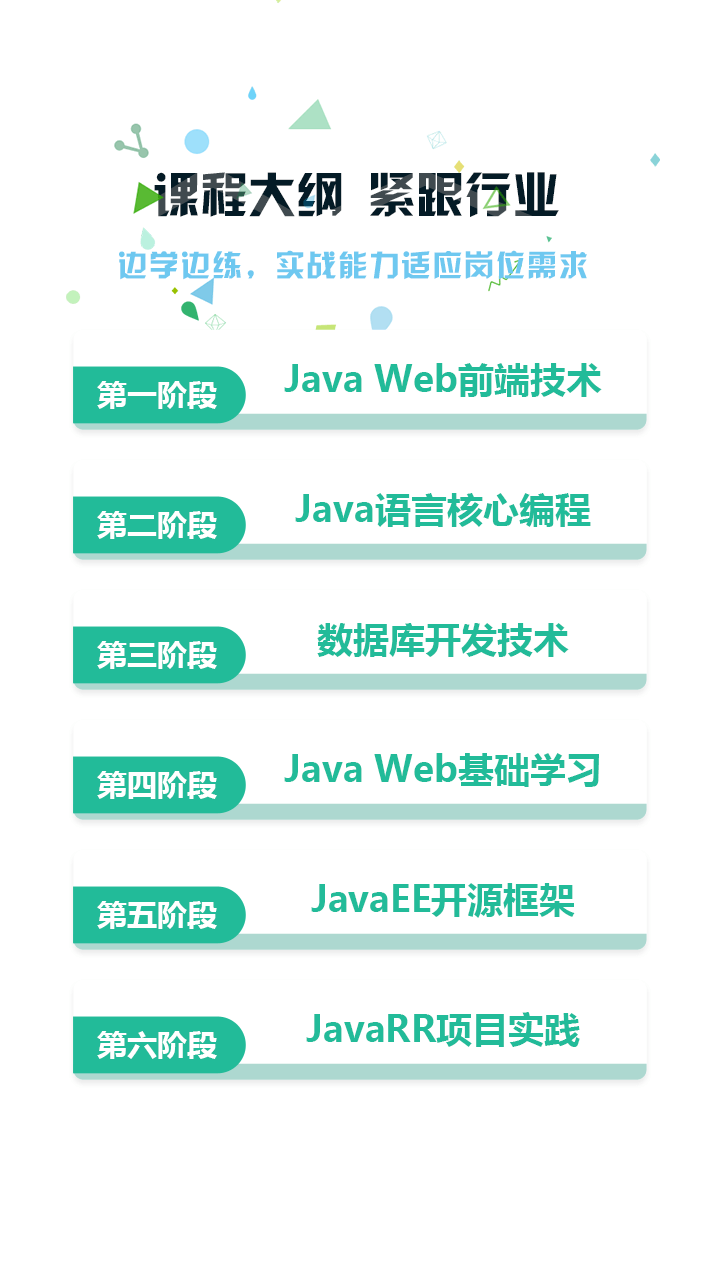 课程大纲 紧跟行业
边学边练，实战能力适应岗位需求
第一阶段
Java Web前端技术
第二阶段
Java语言核心编程
第三阶段
数据库开发技术
第四阶段
Java Web基础学习
第五阶段
JavaEE开源框架
第六阶段
JavaRR项目实践